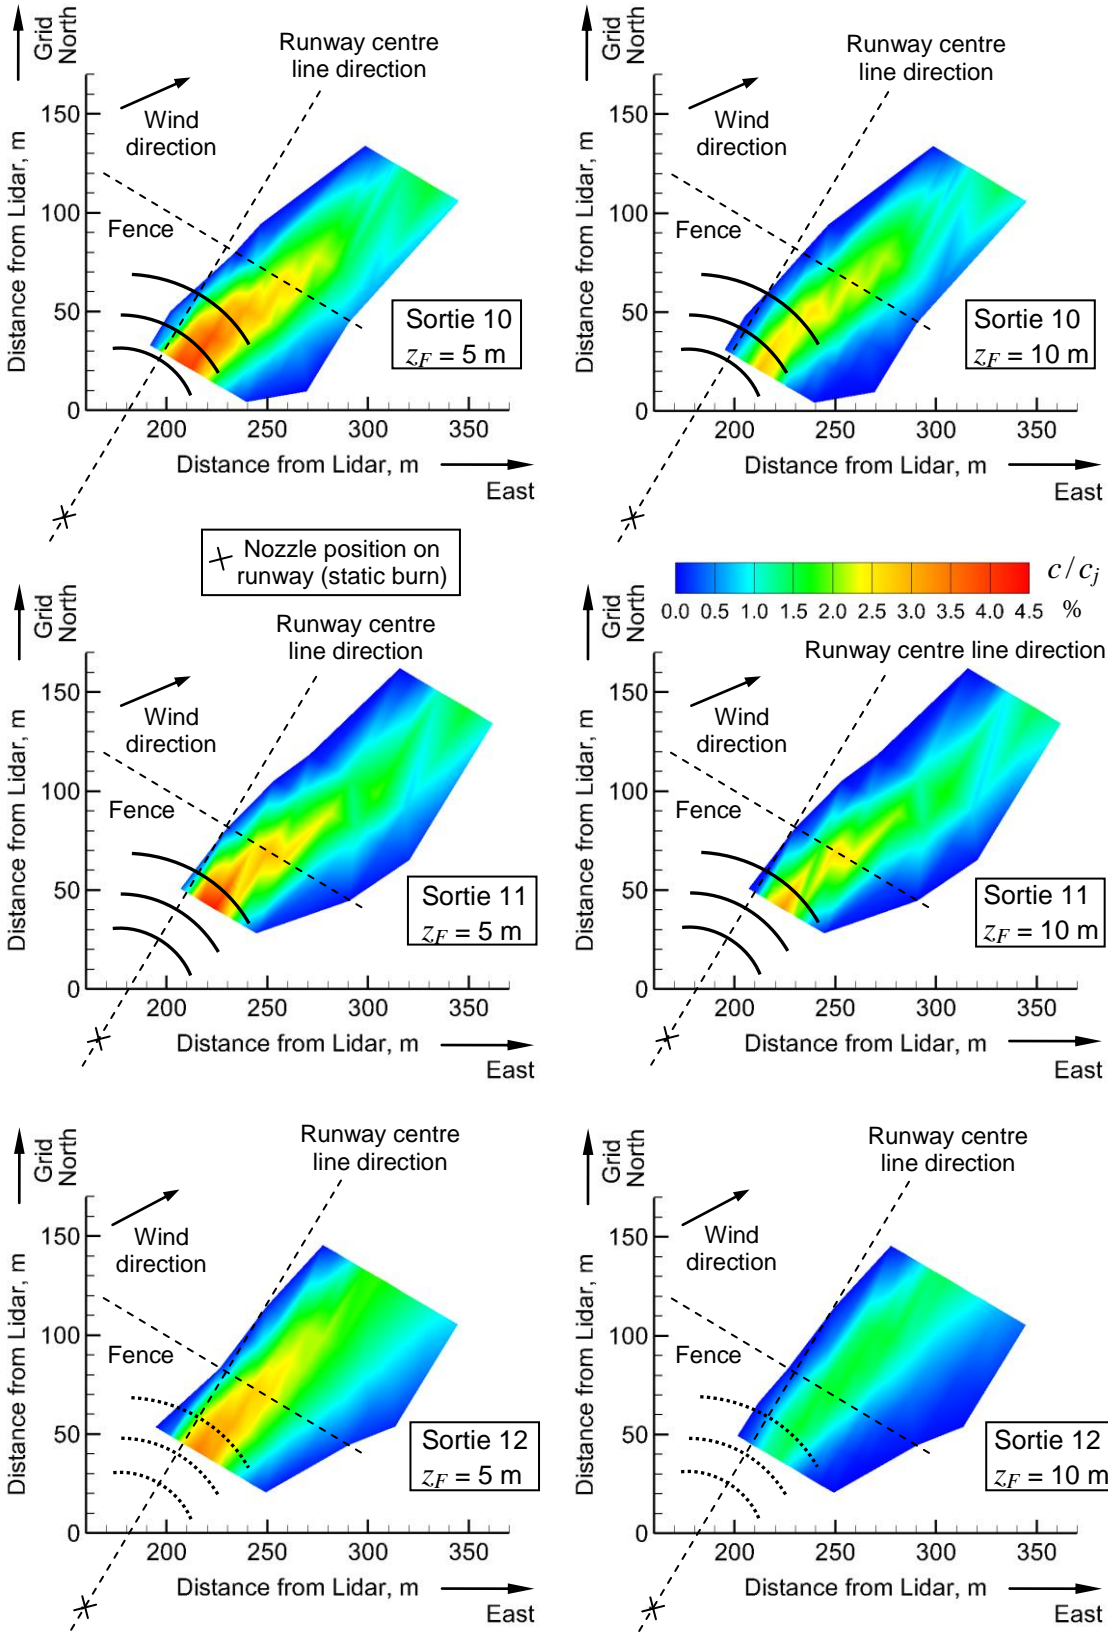 Grid
North
Runway centre
line direction
Wind
direction
Fence
Distance from Lidar, m
150
100
50
0
Sortie 10
z_F = 5 m
200 250 300 350
Distance from Lidar, m
East
Grid
North
Runway centre
line direction
Wind
direction
Fence
Distance from Lidar, m
150
100
50
0
Sortie 10
z_F = 10 m
200 250 300 350
Distance from Lidar, m
East
Nozzle position on
runway (static burn)
c/c_j
0.0 0.5 1.0 1.5 2.0 2.5 3.0 3.5 4.0 4.5 %
Grid
North
Runway centre
line direction
Wind
direction
Fence
Distance from Lidar, m
150
100
50
0
Sortie 11
z_F = 5 m
200 250 300 350
Distance from Lidar, m
East
Grid
North
Runway centre line direction
Wind
direction
Fence
Distance from Lidar, m
150
100
50
0
Sortie 11
z_F = 10 m
200 250 300 350
Distance from Lidar, m
East
Grid
North
Runway centre
line direction
Wind
direction
Fence
Distance from Lidar, m
150
100
50
0
Sortie 12
z_F = 5 m
200 250 300 350
Distance from Lidar, m
East
Grid
North
Runway centre
line direction
Wind
direction
Fence
Distance from Lidar, m
150
100
50
0
Sortie 12
z_F = 10 m
200 250 300 350
Distance from Lidar, m
East